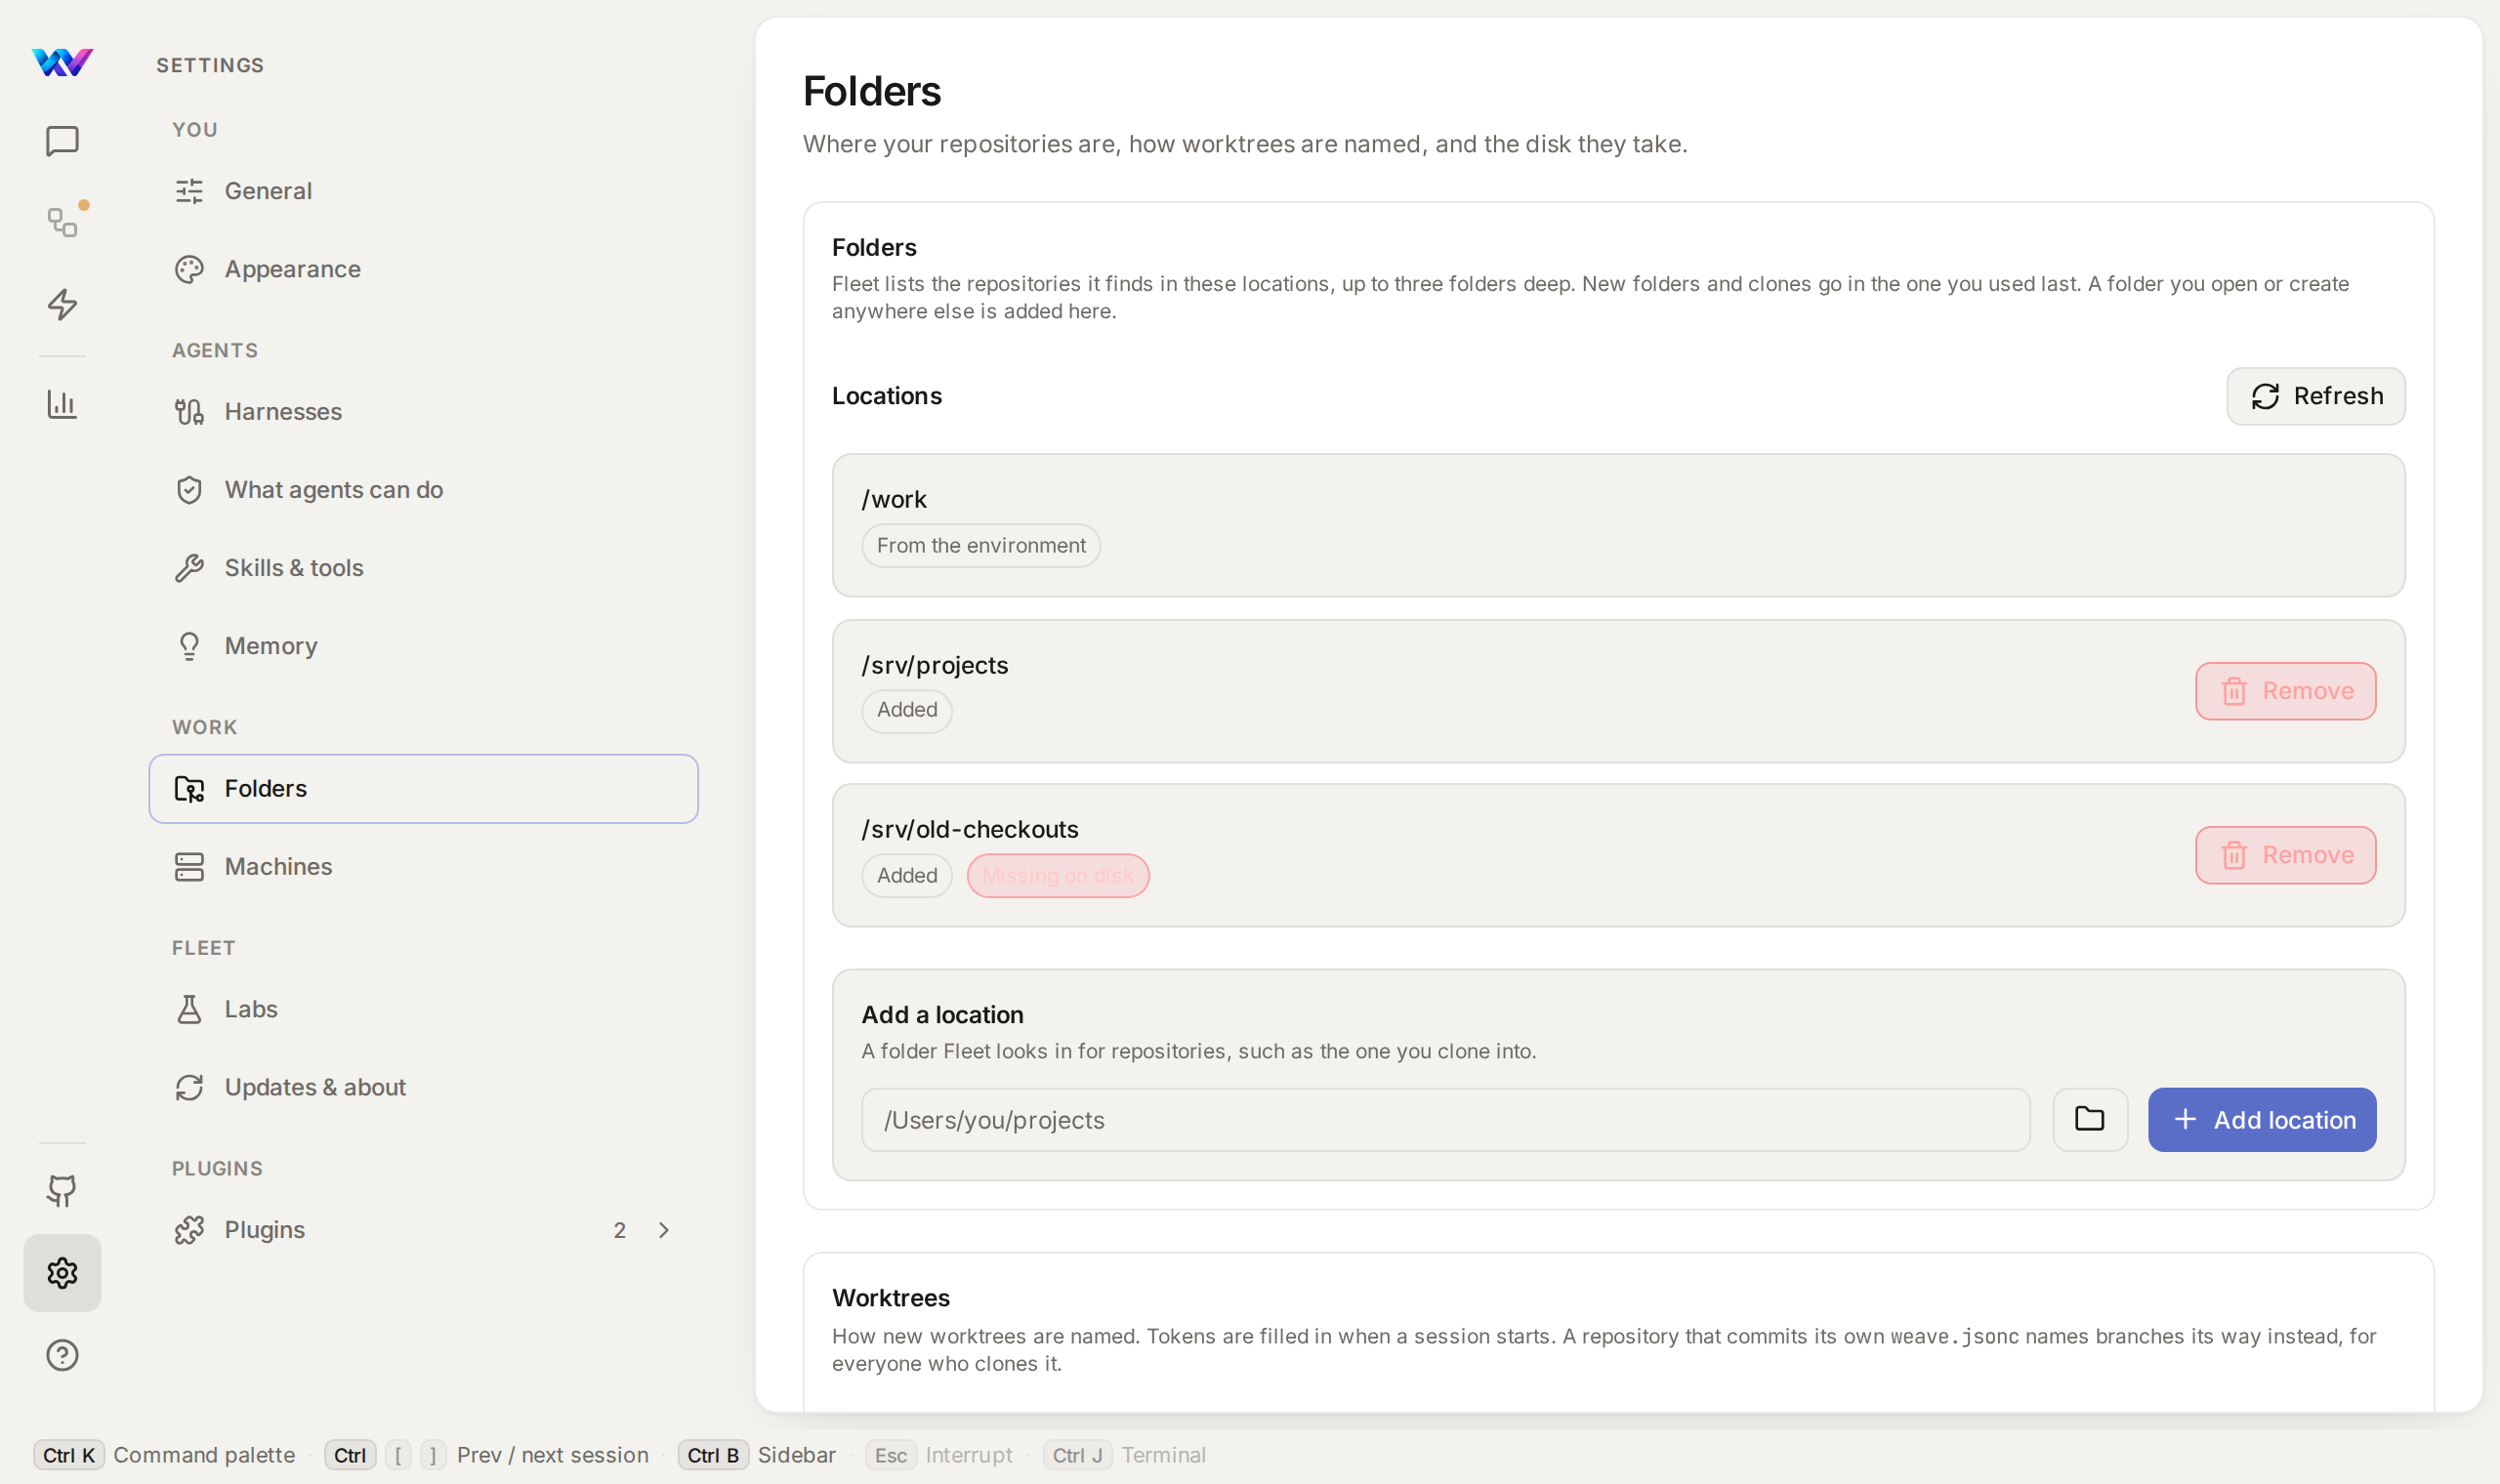 SETTINGS
YOU
General
Appearance
AGENTS
Harnesses
What agents can do
Skills & tools
Memory
WORK
Folders
Machines
FLEET
Labs
Updates & about
PLUGINS
Plugins 2
Folders
Where your repositories are, how worktrees are named, and the disk they take.
Folders
Fleet lists the repositories it finds in these locations, up to three folders deep. New folders and clones go in the one you used last. A folder you open or create
anywhere else is added here.
Locations
Refresh
/work
From the environment
/srv/projects
Added
Remove
/srv/old-checkouts
Added Missing on disk
Remove
Add a location
A folder Fleet looks in for repositories, such as the one you clone into.
/Users/you/projects
Add location
Worktrees
How new worktrees are named. Tokens are filled in when a session starts. A repository that commits its own weave.jsonc names branches its way instead, for
everyone who clones it.
Ctrl K Command palette · Ctrl [ ] Prev / next session · Ctrl B Sidebar · Esc Interrupt · Ctrl J Terminal